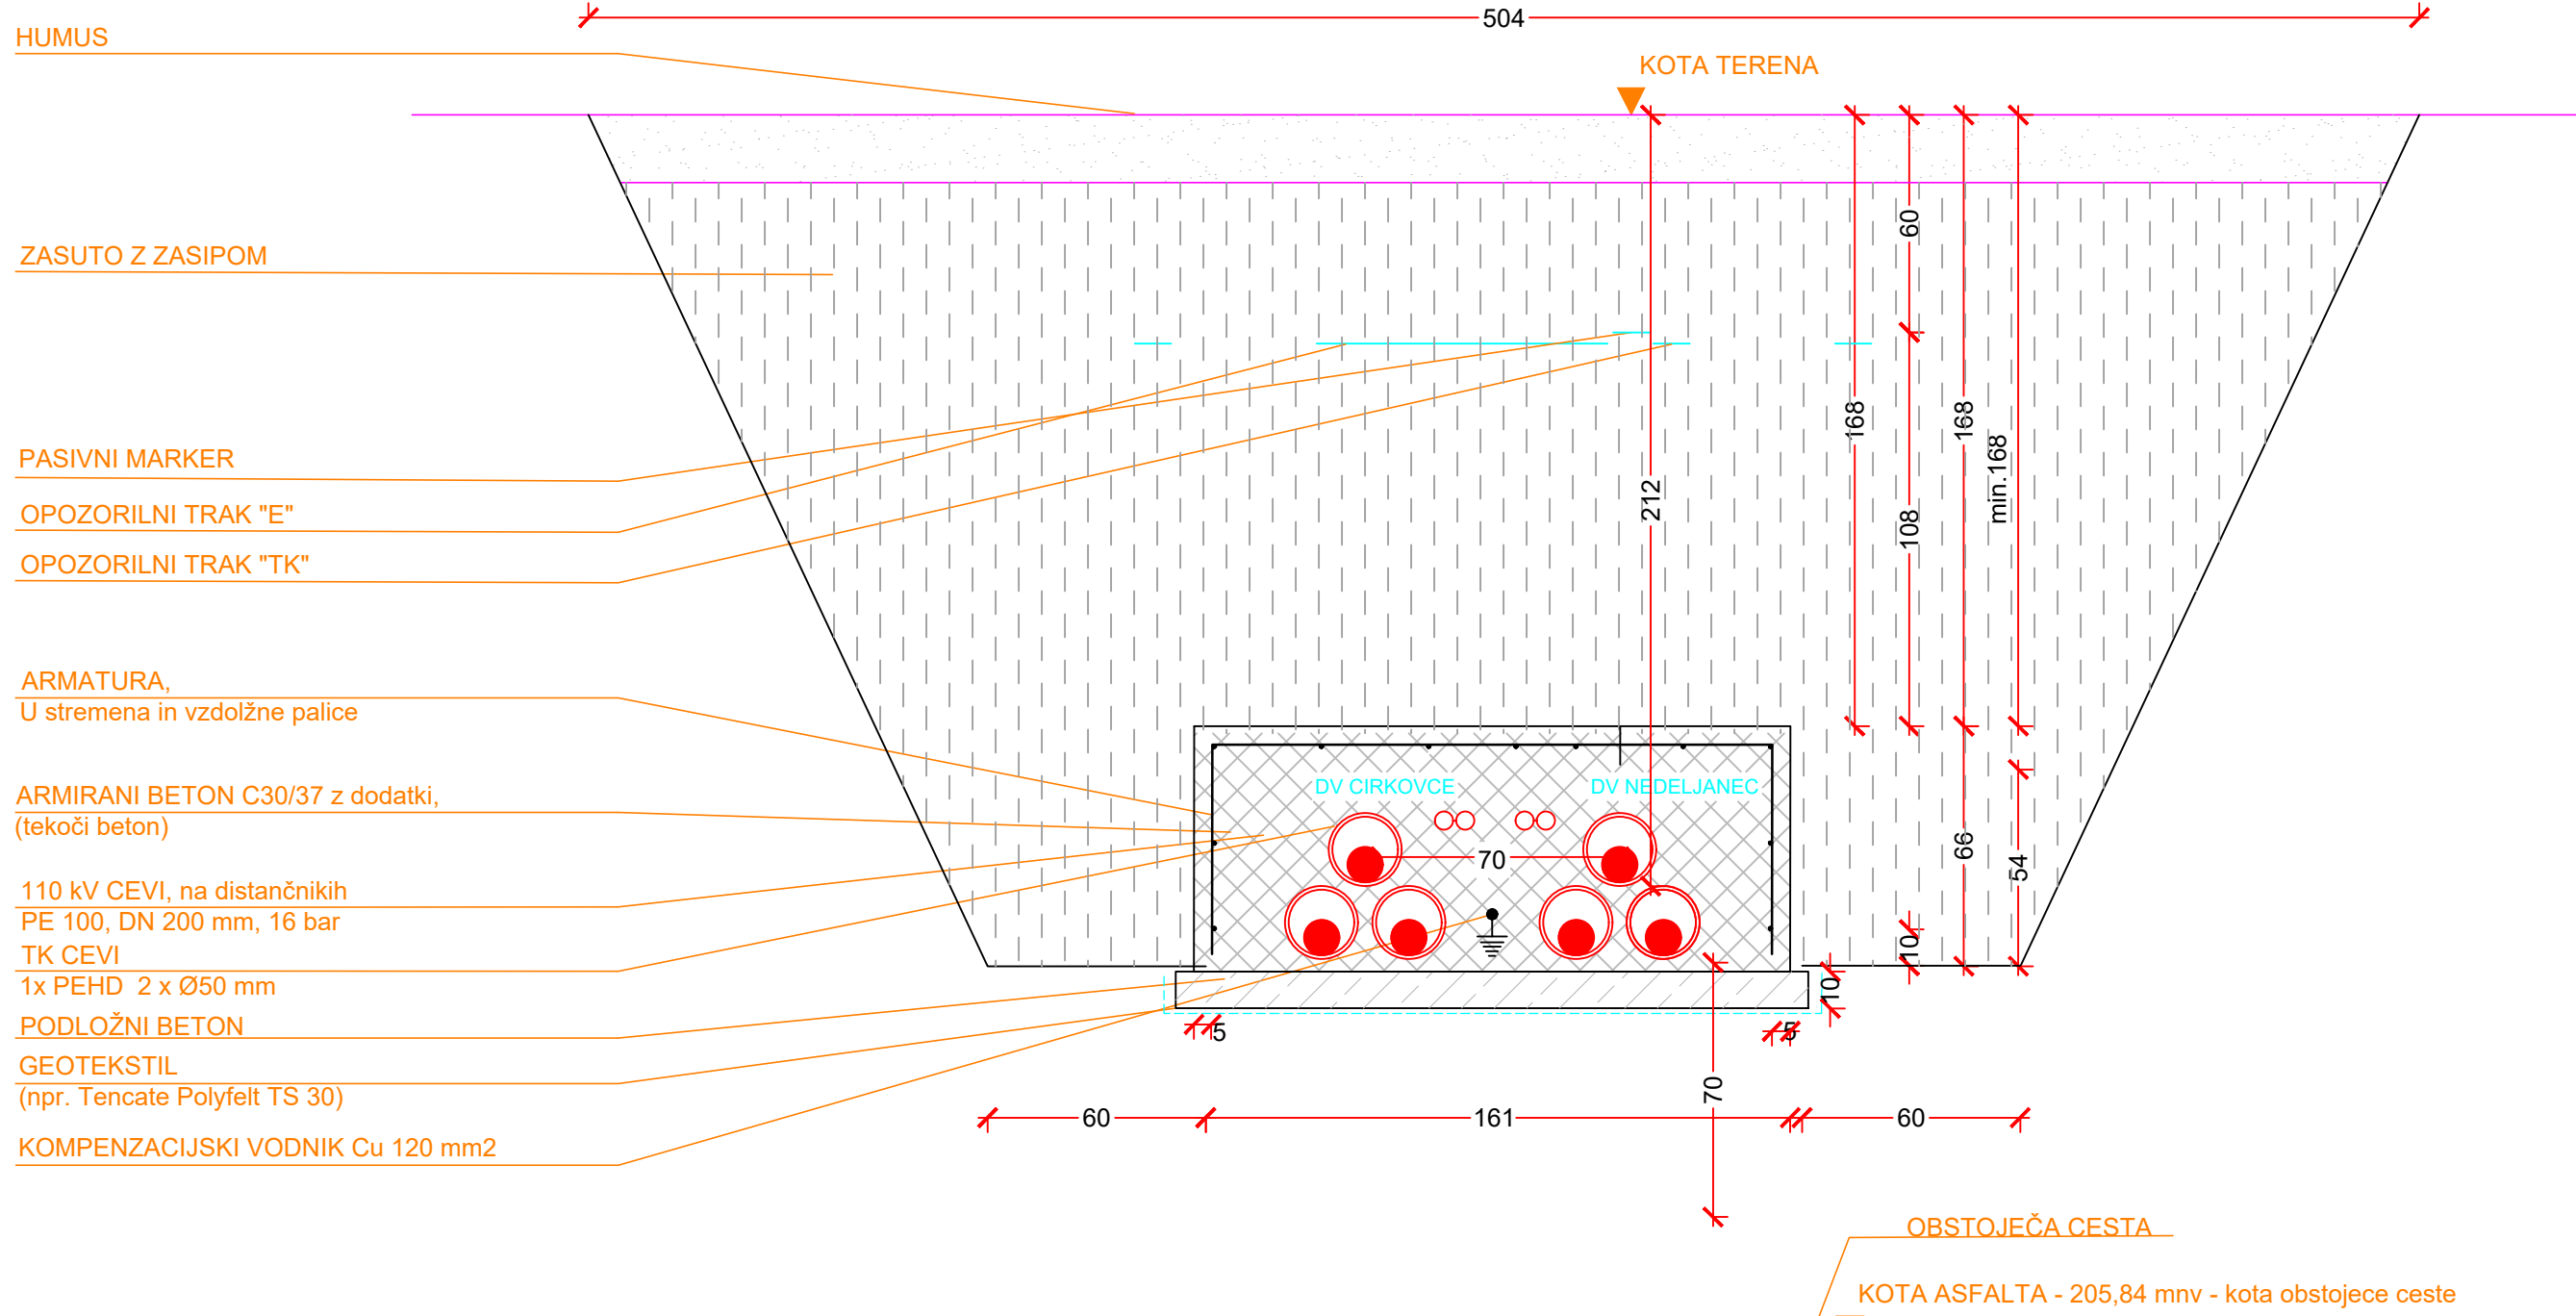 504
HUMUS
KOTA TERENA
60
ZASUTO Z ZASIPOM
168
168
min.168
PASIVNI MARKER
212
OPOZORILNI TRAK "E"
108
OPOZORILNI TRAK "TK"
ARMATURA,
U stremena in vzdolžne palice
DV CIRKOVCE
DV NEDELJANEC
ARMIRANI BETON C30/37 z dodatki,
(tekoči beton)
70
66
54
110 kV CEVI, na distančnikih
PE 100, DN 200 mm, 16 bar
10
TK CEVI
1x PEHD  2 x Ø50 mm
10
PODLOŽNI BETON
5
5
GEOTEKSTIL
(npr. Tencate Polyfelt TS 30)
70
60
161
60
KOMPENZACIJSKI VODNIK Cu 120 mm2
OBSTOJEČA CESTA
KOTA ASFALTA - 205,84 mnv - kota obstojece ceste